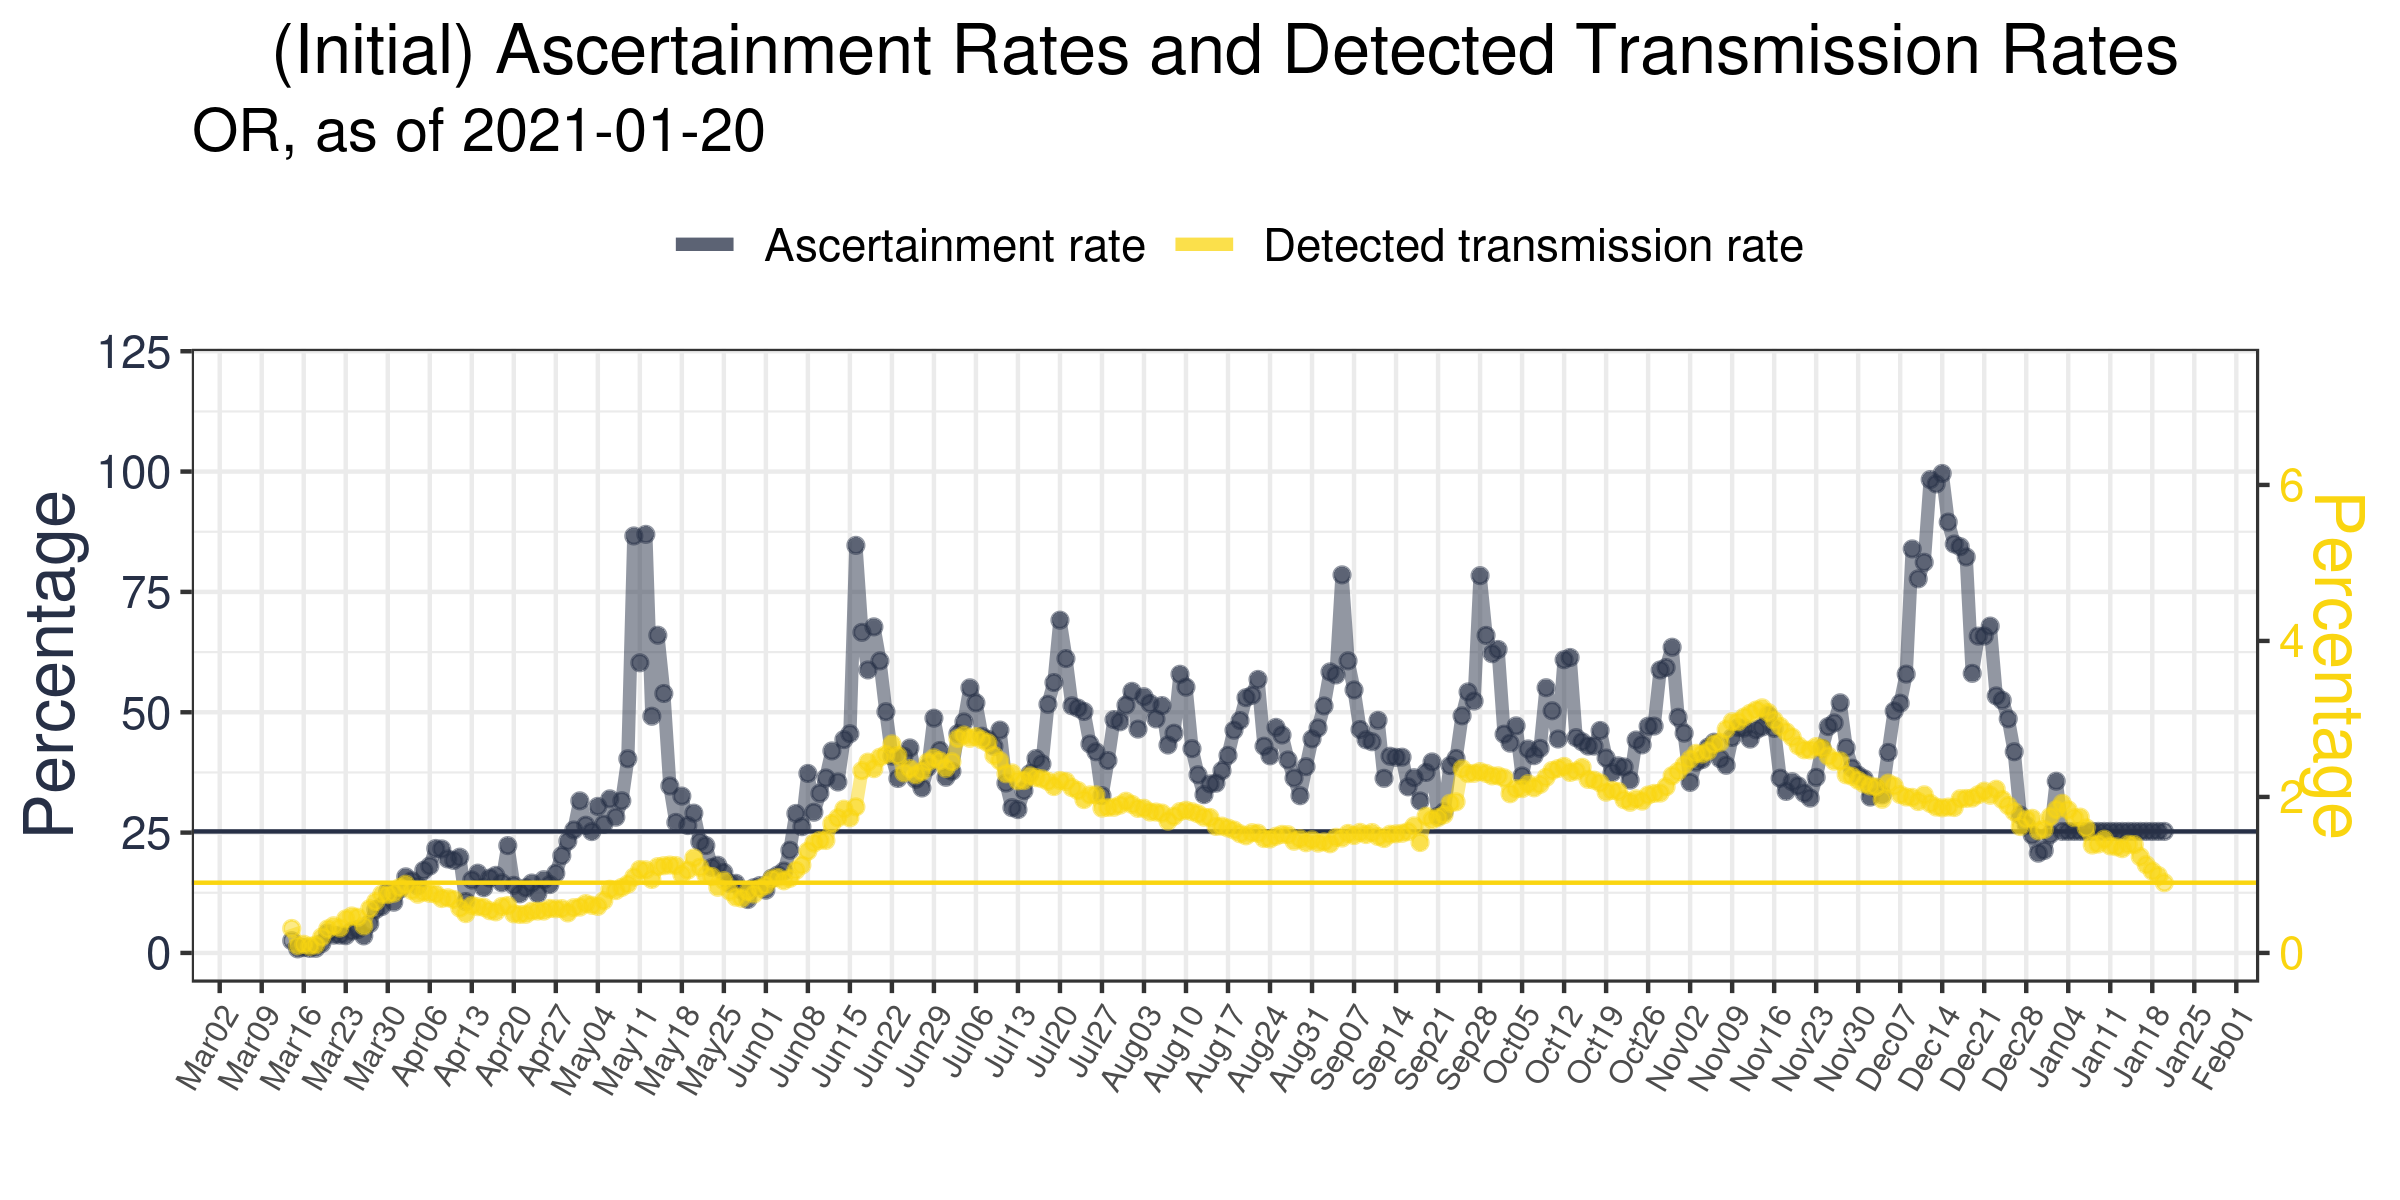 (Initial) Ascertainment Rates and Detected Transmission Rates
OR, as of 2021-01-20
Ascertainment rate Detected transmission rate
125
100
75
50
25
0
Percentage
6
4
2
0
Percentage
Mar02 Mar09 Mar16 Mar23 Mar30 Apr06 Apr13 Apr20 Apr27 May04 May11 May18 May25 Jun01 Jun08 Jun15 Jun22 Jun29 Jul06 Jul13 Jul20 Jul27 Aug03 Aug10 Aug17 Aug24 Aug31 Sep07 Sep14 Sep21 Sep28 Oct05 Oct12 Oct19 Oct26 Nov02 Nov09 Nov16 Nov23 Nov30 Dec07 Dec14 Dec21 Dec28 Jan04 Jan11 Jan18 Jan25 Feb01